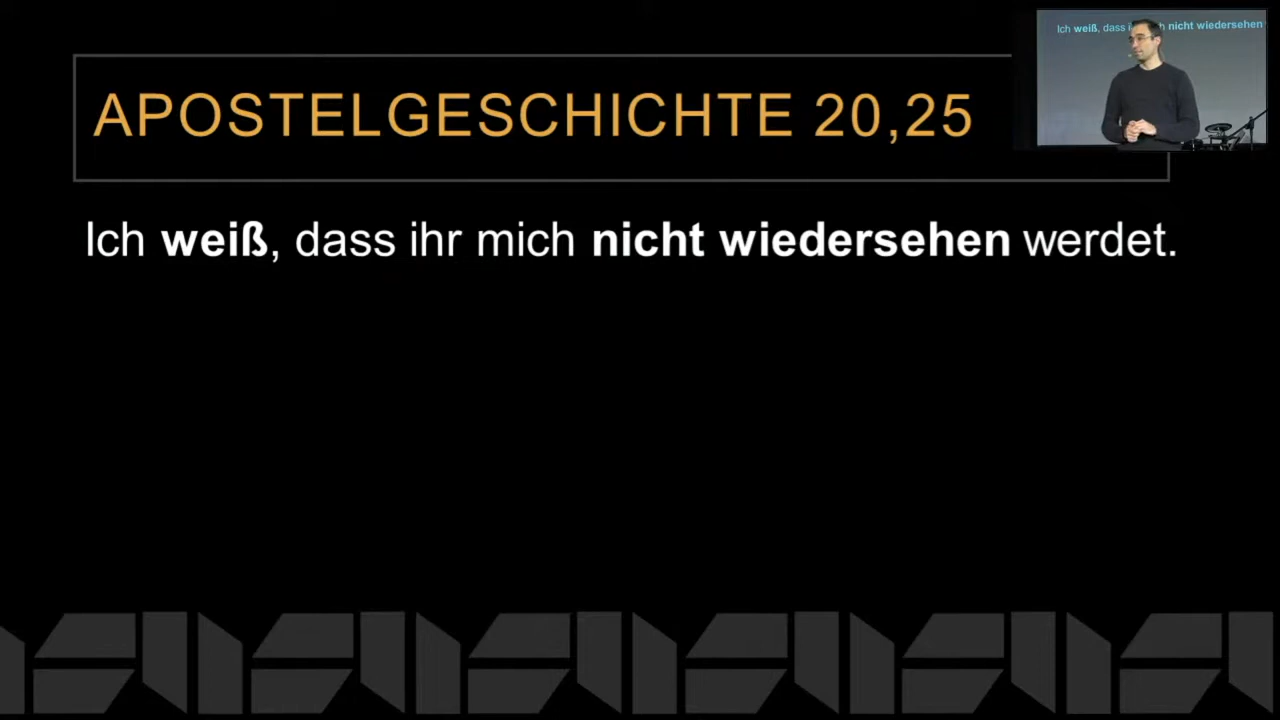 APOSTELGESCHICHTE 20,25
Ich weiß, dass ihr mich nicht wiedersehen werdet.
Ich weiß, dass i h nicht wiedersehen